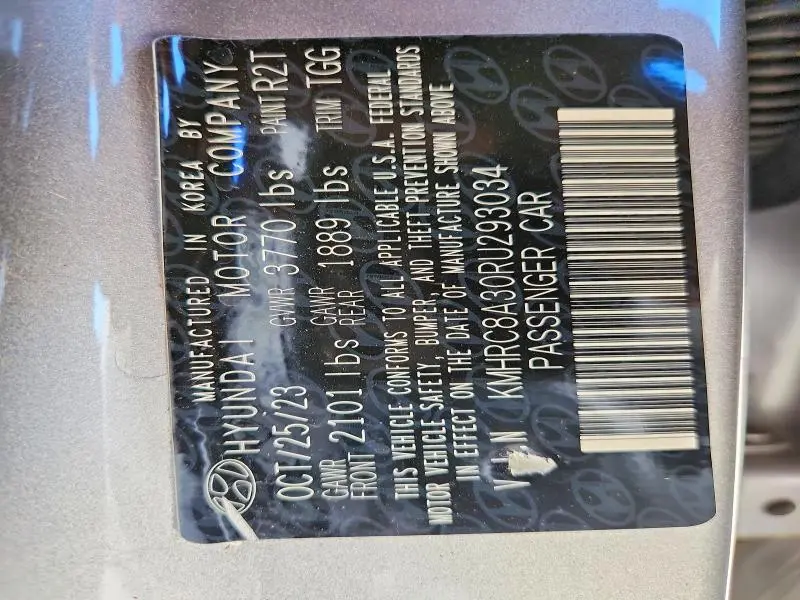 MANUFACTURED IN KOREA BY
HYUNDAI MOTOR COMPANY
OCT/25/23 GVWR 3770 lbs PAINT R2T
GAWR FRONT 2101 lbs GAWR REAR 1889 lbs TRIM TGG
THIS VEHICLE CONFORMS TO ALL APPLICABLE U.S.A. FEDERAL
MOTOR VEHICLE SAFETY, BUMPER, AND THEFT PREVENTION STANDARDS
IN EFFECT ON THE DATE OF MANUFACTURE SHOWN ABOVE
V I N KMHRC8A30RU293034
PASSENGER CAR